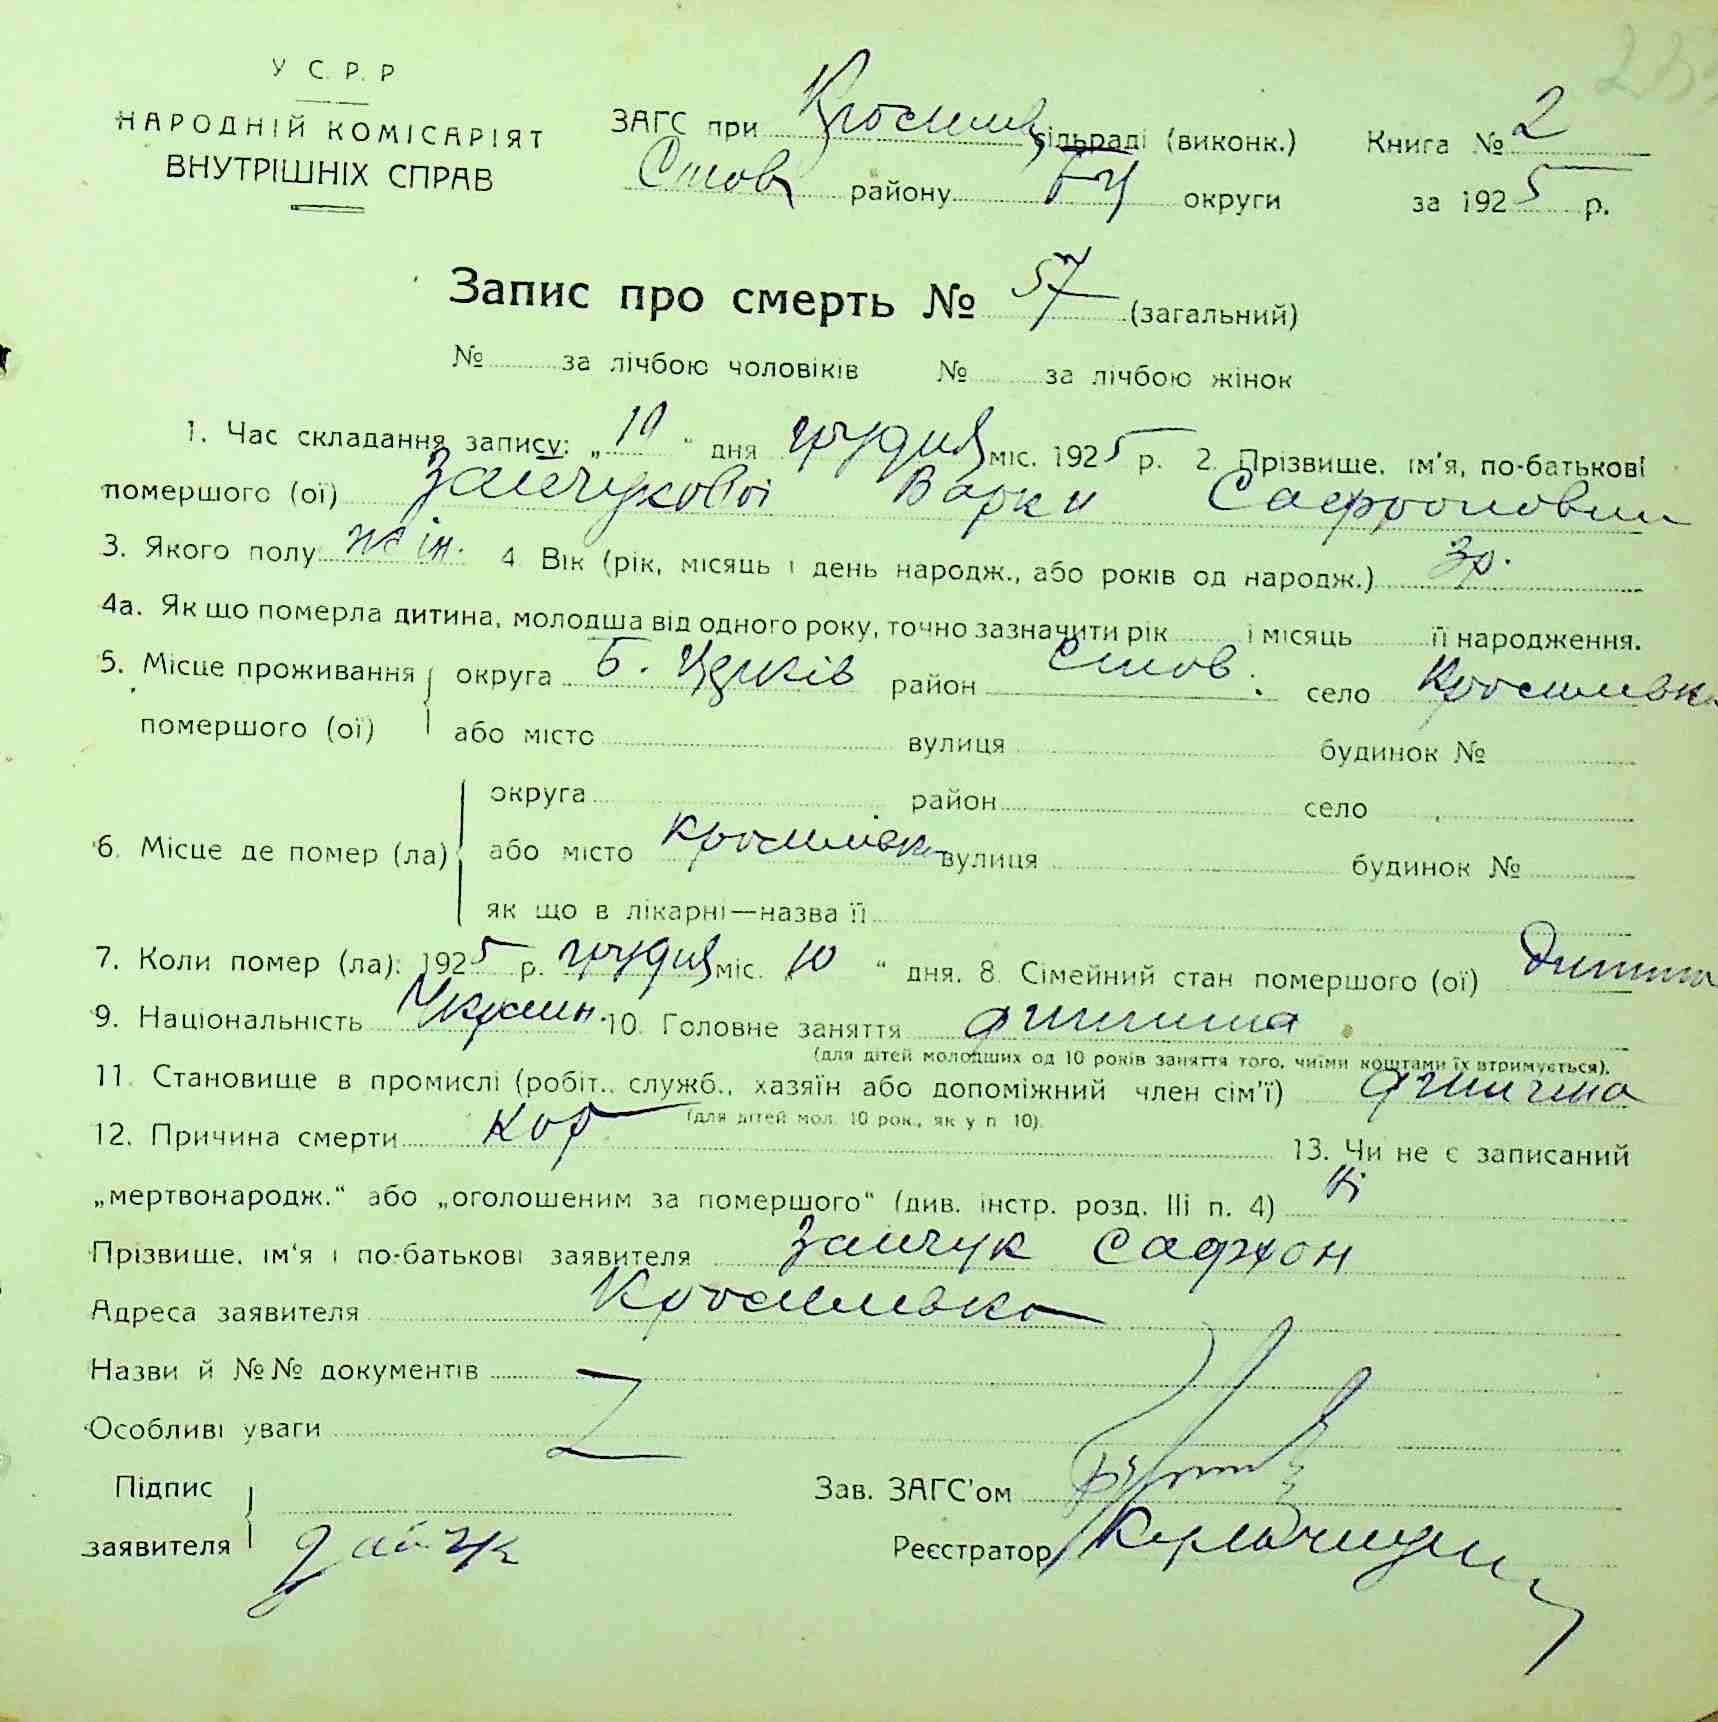 У С. Р. Р
НАРОДНІЙ КОМІСАРІЯТ
ВНУТРІШНІХ СПРАВ
ЗАГС при сільраді (виконк.) Книга № 2
району БЦ округи за 1925 р.
Запис про смерть № 57 (загальний)
№ за лічбою чоловіків № за лічбою жінок
1. Час складання запису: „10“ дня грудня міс. 1925 р. 2. Прізвище, ім'я, по-батькові
помершого (ої) Зайчукової Варки Сафроновни
3. Якого полу жін. 4. Вік (рік, місяць і день народж., або років од народж.) 3р.
4а. Як що померла дитина, молодша від одного року, точно зазначити рік і місяць її народження.
5. Місце проживання округа Б. Церків район село
помершого (ої) або місто вулиця будинок №
округа район село
6. Місце де помер (ла) або місто вулиця будинок №
як що в лікарні—назва її
7. Коли помер (ла): 1925 р. грудня міс. 10 “ дня. 8. Сімейний стан помершого (ої) Дитина
9. Національність Украин. 10. Головне заняття дитина
(для дітей молодших од 10 років заняття того, чиїми коштами їх втримується).
11. Становище в промислі (робіт., служб., хазяїн або допоміжний член сім'ї) дитина
(для дітей мол. 10 рок., як у п 10).
12. Причина смерти Кор 13. Чи не є записаний
„мертвонародж.“ або „оголошеним за помершого“ (див. інстр. розд. III п. 4) Ні
Прізвище, ім'я і по-батькові заявителя Зайчук Сафрон
Адреса заявителя
Назви й №№ документів
Особливі уваги
Підпис Зав. ЗАГС'ом
заявителя Зайчук Реєстратор